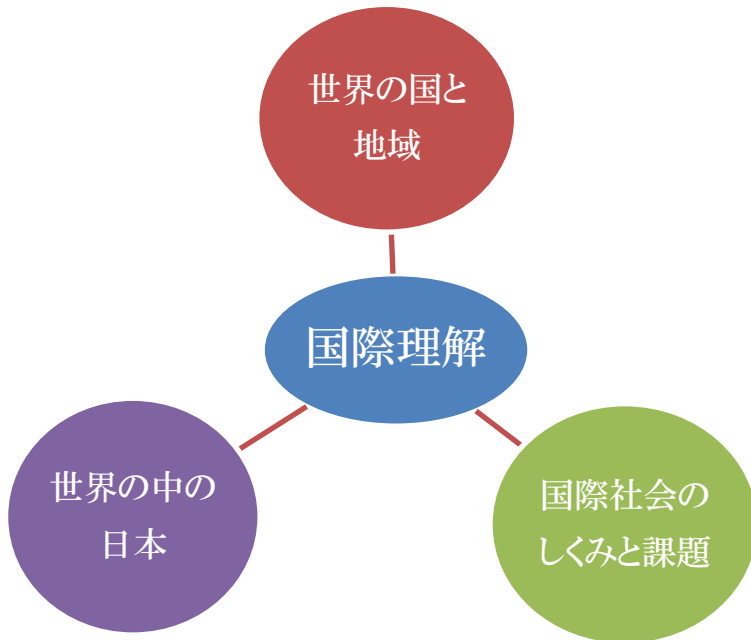 世界の国と
地域
国際理解
世界の中の
日本
国際社会の
しくみと課題